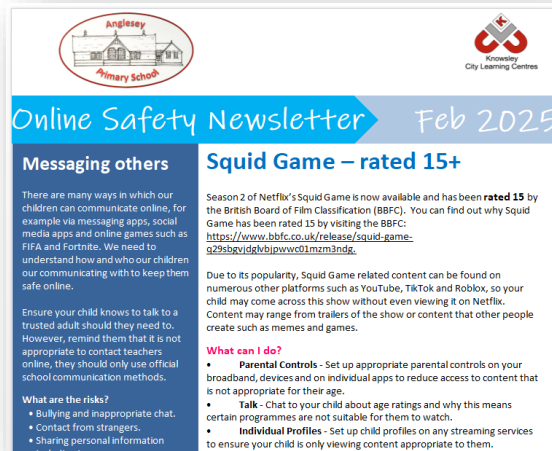 Anglesey
Primary School
Knowsley
City Learning Centres
Online Safety Newsletter
Feb 2025
Messaging others
There are many ways in which our
children can communicate online, for
example via messaging apps, social
media apps and online games such as
FIFA and Fortnite. We need to
understand how and who our children
our communicating with to keep them
safe online.
Ensure your child knows to talk to a
trusted adult should they need to.
However, remind them that it is not
appropriate to contact teachers
online, they should only use official
school communication methods.
What are the risks?
• Bullying and inappropriate chat.
• Contact from strangers.
• Sharing personal information
Squid Game – rated 15+
Season 2 of Netflix's Squid Game is now available and has been rated 15 by
the British Board of Film Classification (BBFC). You can find out why Squid
Game has been rated 15 by visiting the BBFC:
https://www.bbfc.co.uk/release/squid-game-
q29sbgvjdglvbjpwwc01mzm3ndg.
Due to its popularity, Squid Game related content can be found on
numerous other platforms such as YouTube, TikTok and Roblox, so your
child may come across this show without even viewing it on Netflix.
Content may range from trailers of the show or content that other people
create such as memes and games.
What can I do?
• Parental Controls - Set up appropriate parental controls on your
broadband, devices and on individual apps to reduce access to content that
is not appropriate for their age.
• Talk - Chat to your child about age ratings and why this means
certain programmes are not suitable for them to watch.
• Individual Profiles - Set up child profiles on any streaming services
to ensure your child is only viewing content appropriate to them.